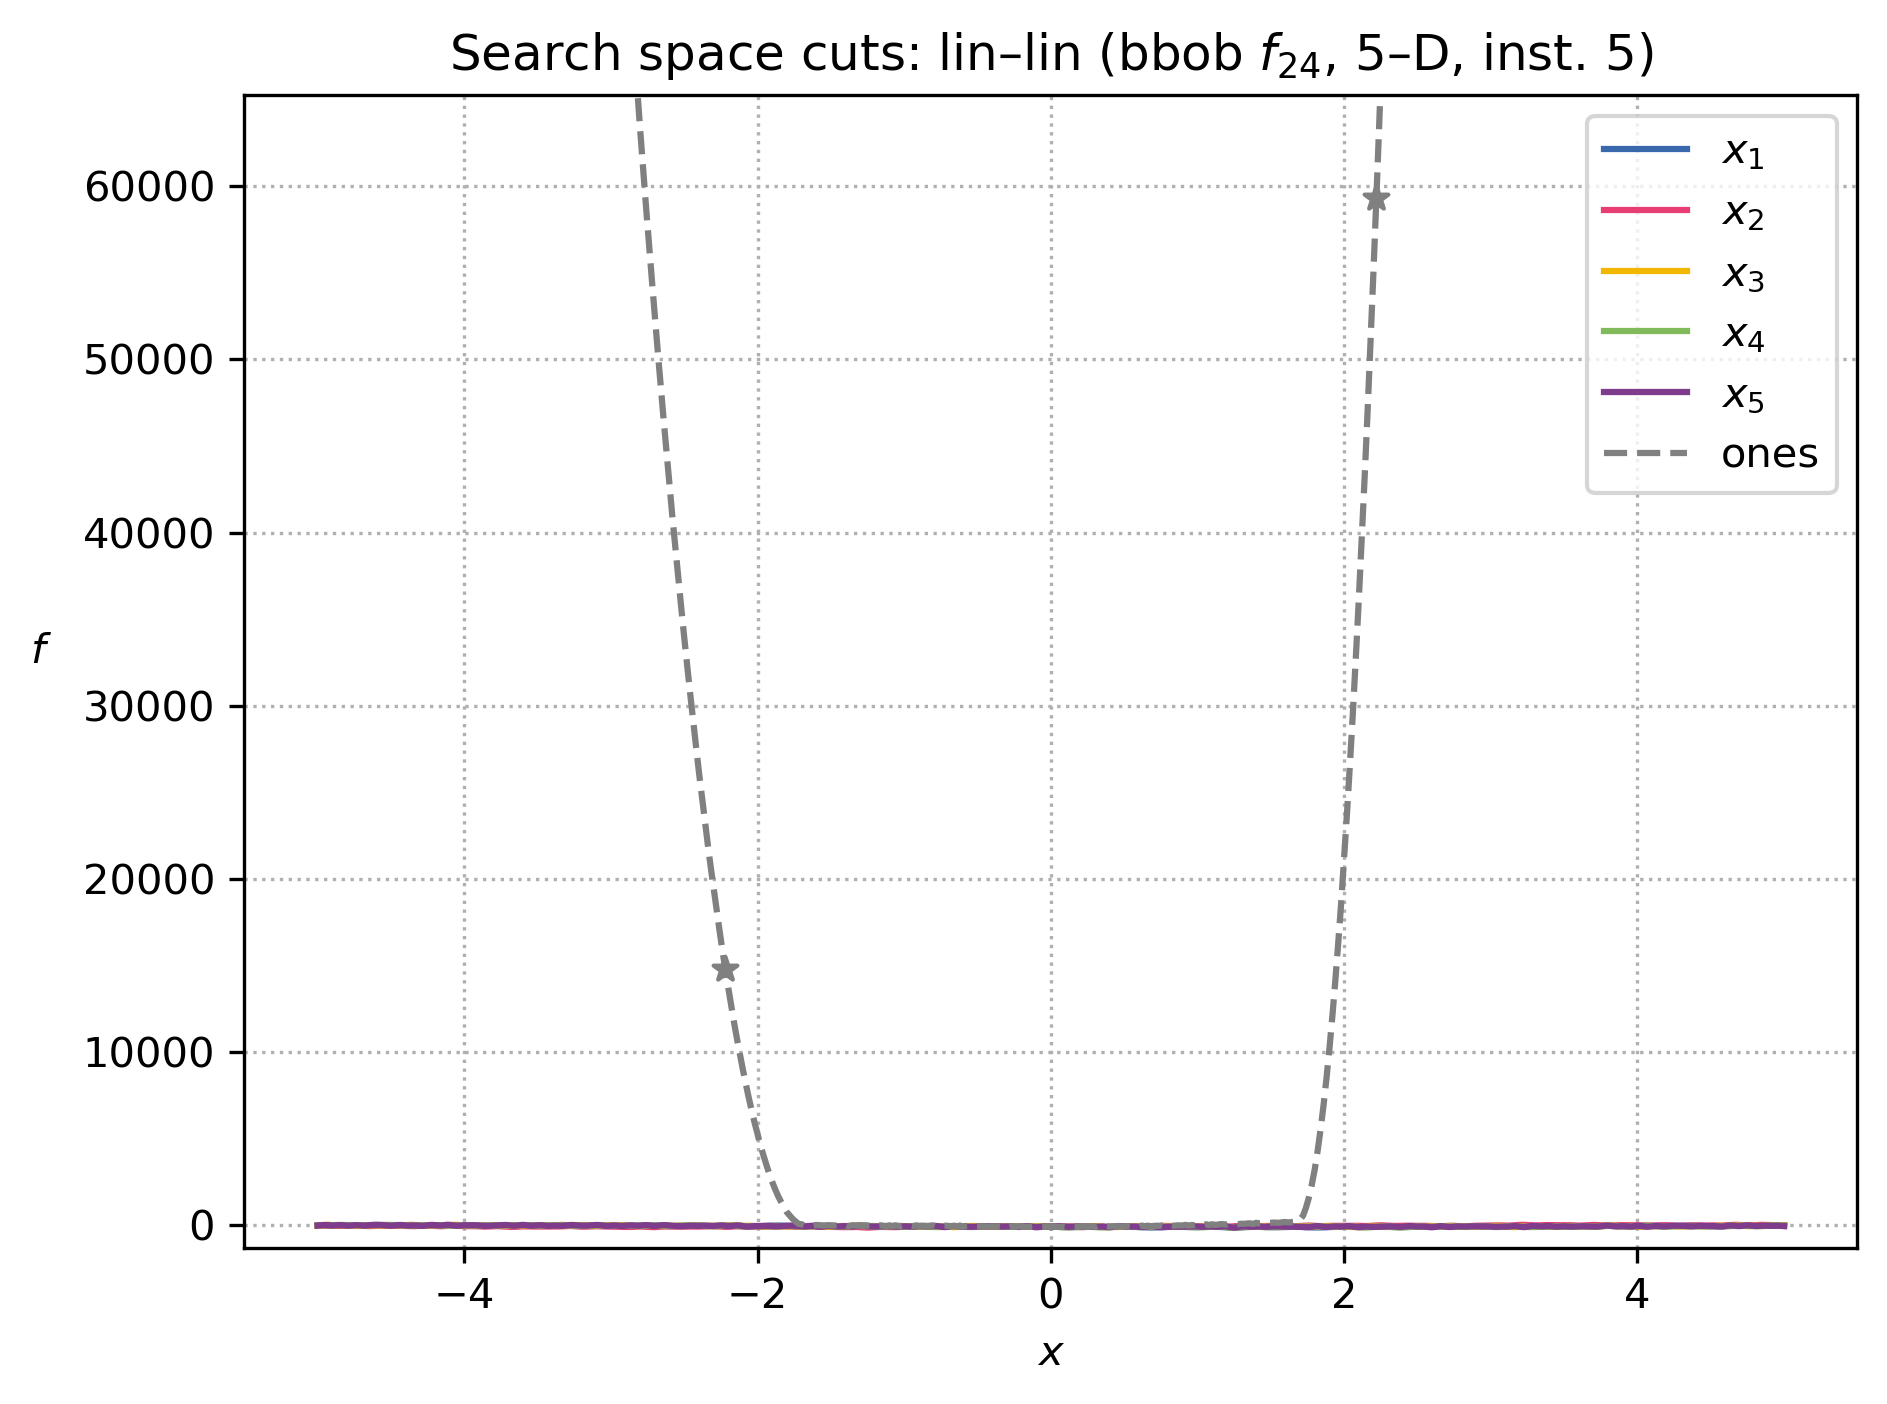 Search space cuts: lin–lin (bbob f24, 5–D, inst. 5)
60000
50000
40000
30000
20000
10000
0
f
−4
−2
0
2
4
x
x1
x2
x3
x4
x5
ones